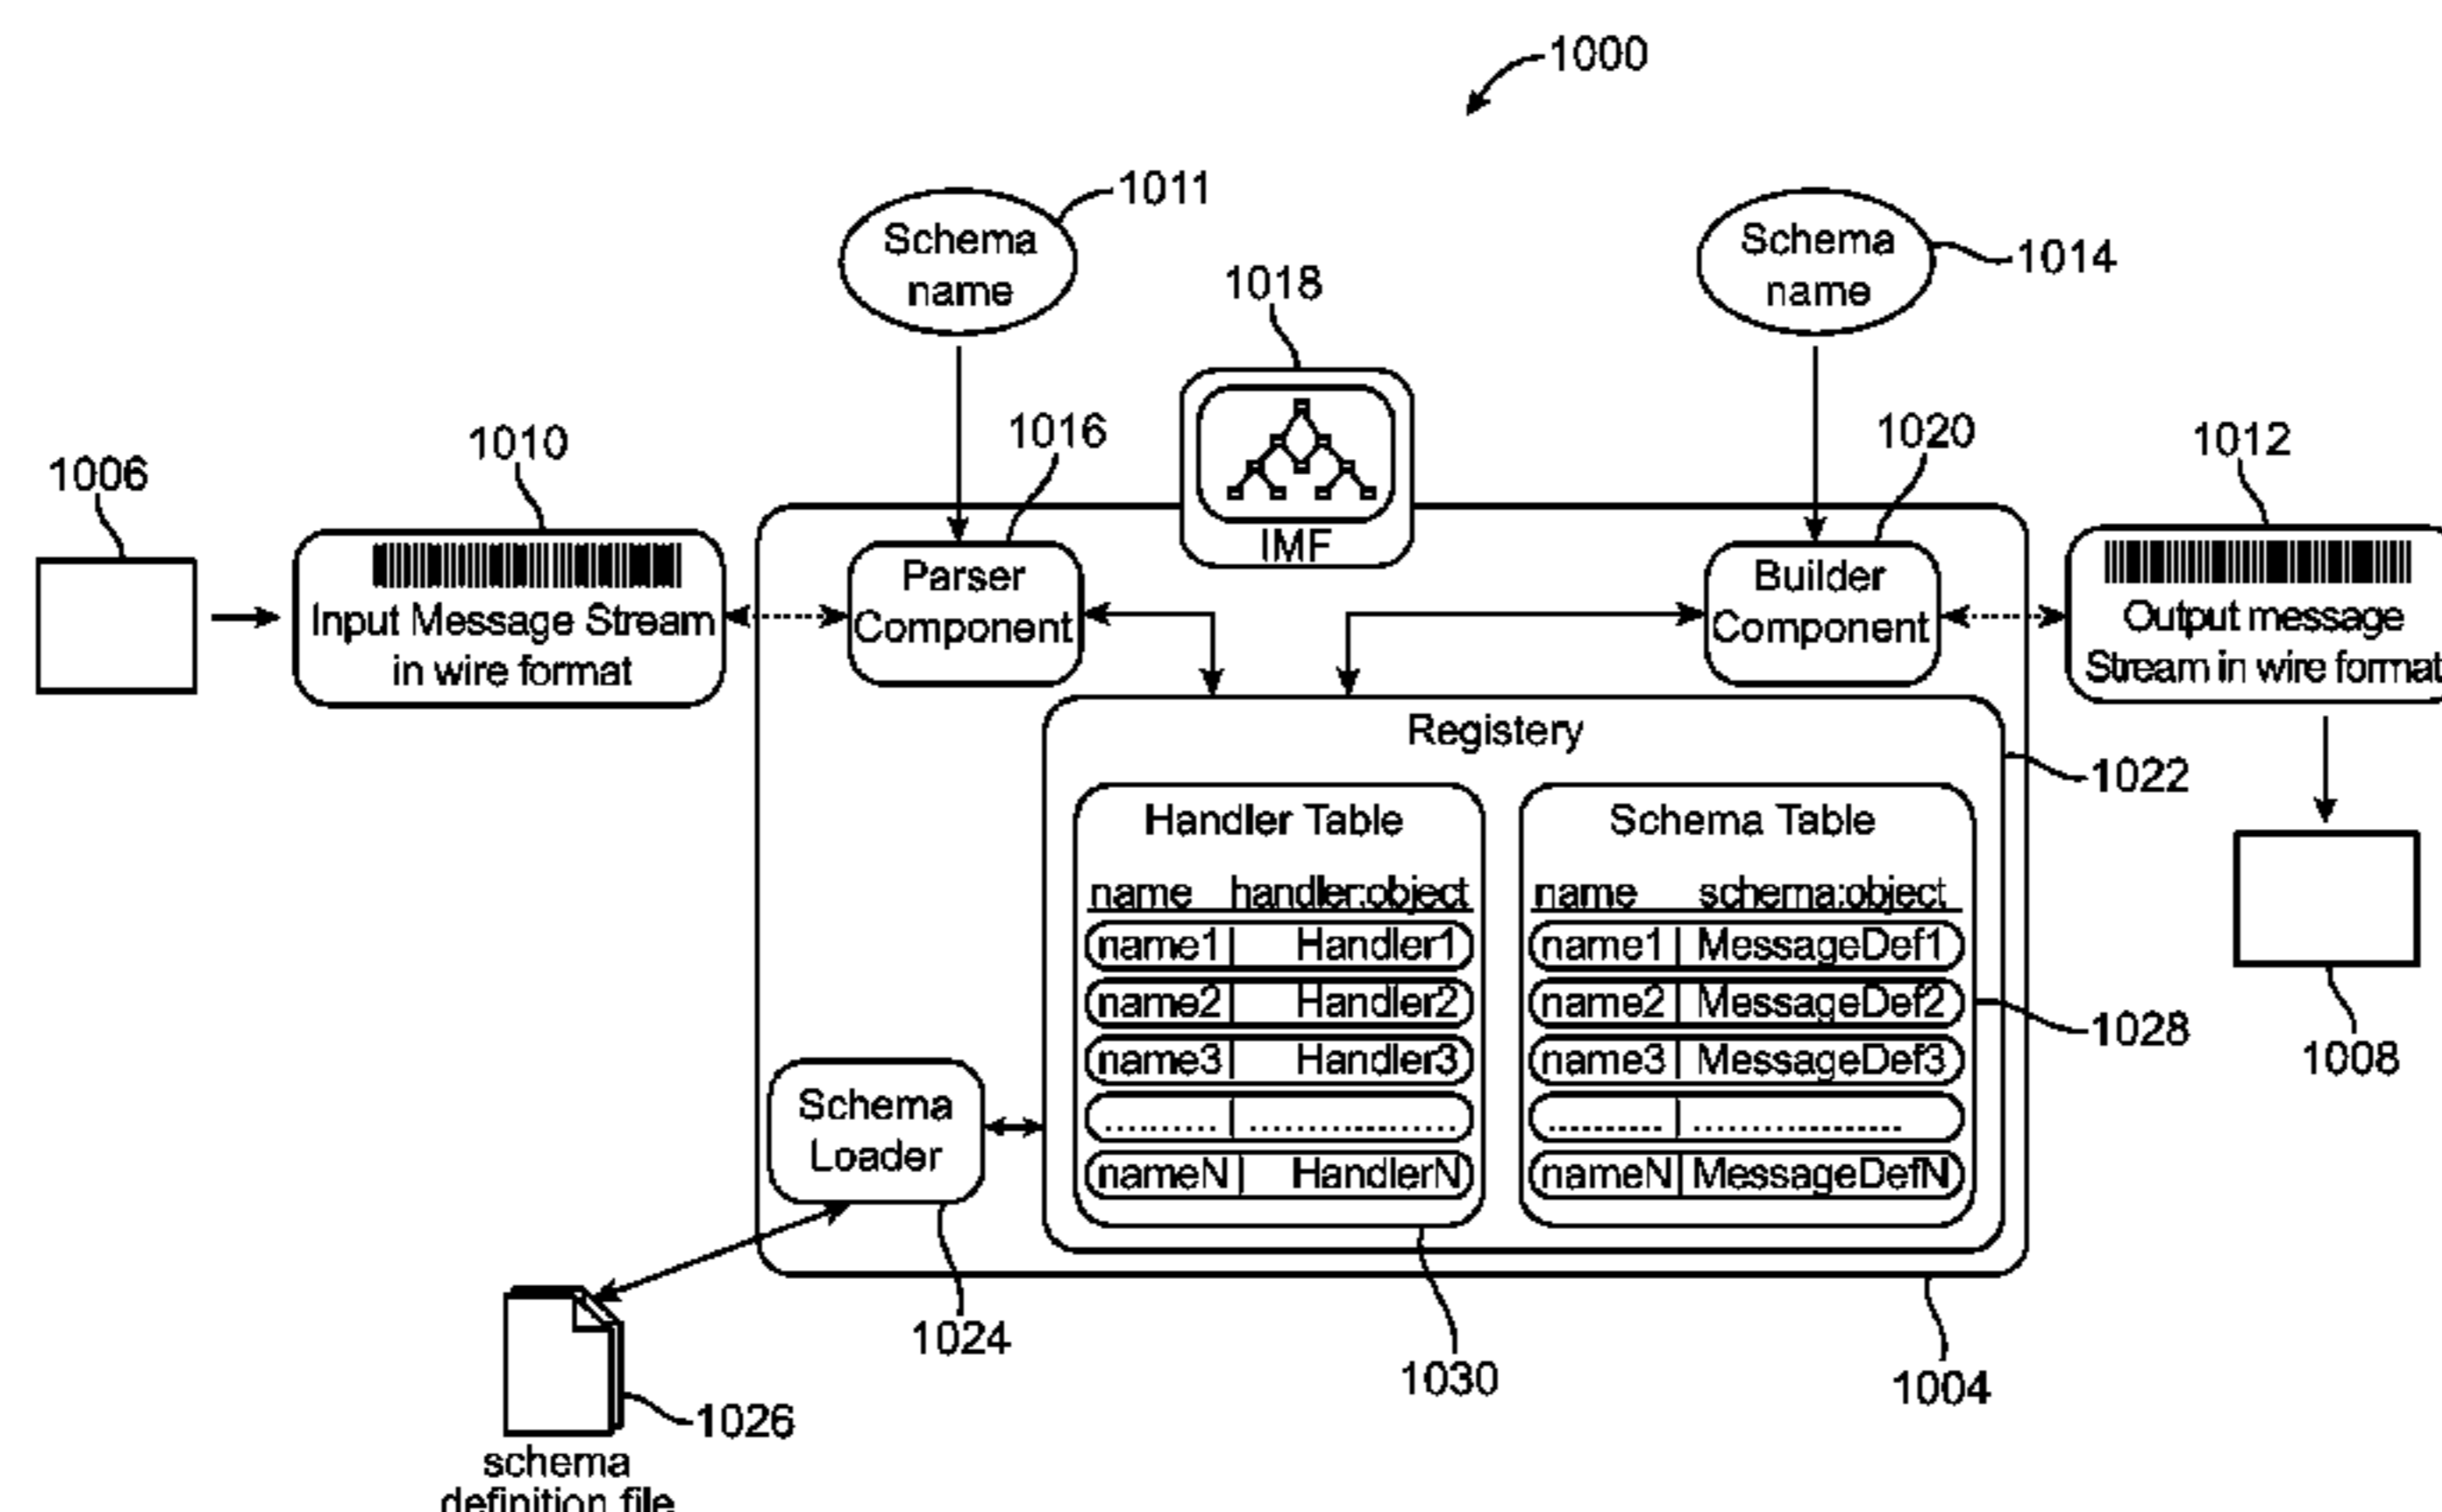 1000
1011
Schema
name
1014
Schema
name
1018
1006
1010
1016
1020
1012
IMF
Input Message Stream
in wire format
Parser
Component
Builder
Component
Output message
Stream in wire format
Registery
1022
Handler Table
name handler:object
name1 Handler1
name2 Handler2
name3 Handler3
.......... ..................
nameN HandlerN
Schema Table
name schema:object
name1 MessageDef1
name2 MessageDef2
name3 MessageDef3
.......... ..................
nameN MessageDefN
1028
1008
Schema
Loader
1024
1030
1004
1026
schema
definition file